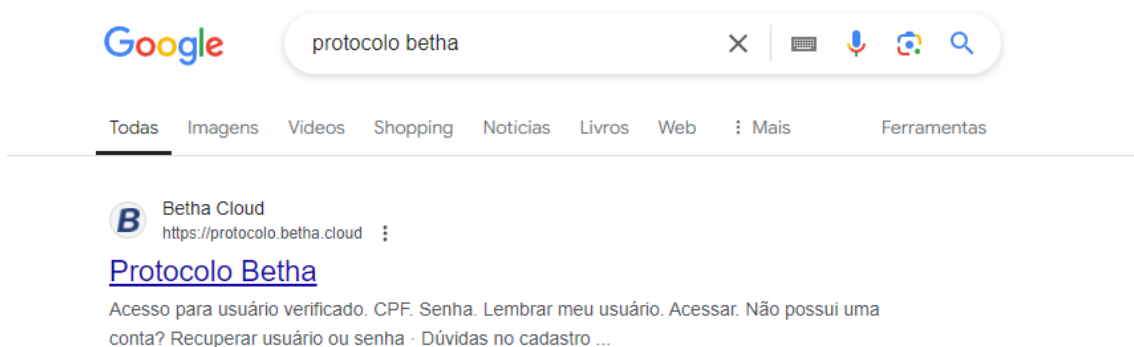 Google protocolo betha
Todas Imagens Vídeos Shopping Notícias Livros Web Mais Ferramentas
B
Betha Cloud
https://protocolo.betha.cloud
Protocolo Betha
Acesso para usuário verificado. CPF. Senha. Lembrar meu usuário. Acessar. Não possui uma
conta? Recuperar usuário ou senha · Dúvidas no cadastro ...